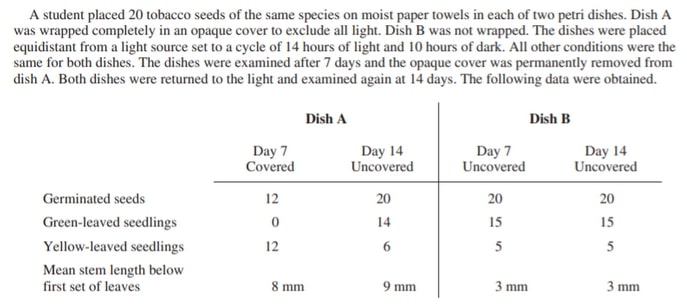 A student placed 20 tobacco seeds of the same species on moist paper towels in each of two petri dishes. Dish A
was wrapped completely in an opaque cover to exclude all light. Dish B was not wrapped. The dishes were placed
equidistant from a light source set to a cycle of 14 hours of light and 10 hours of dark. All other conditions were the
same for both dishes. The dishes were examined after 7 days and the opaque cover was permanently removed from
dish A. Both dishes were returned to the light and examined again at 14 days. The following data were obtained.
Dish A Dish B
Day 7 Day 14 Day 7 Day 14
Covered Uncovered Uncovered Uncovered
Germinated seeds 12 20 20 20
Green-leaved seedlings 0 14 15 15
Yellow-leaved seedlings 12 6 5 5
Mean stem length below
first set of leaves 8 mm 9 mm 3 mm 3 mm